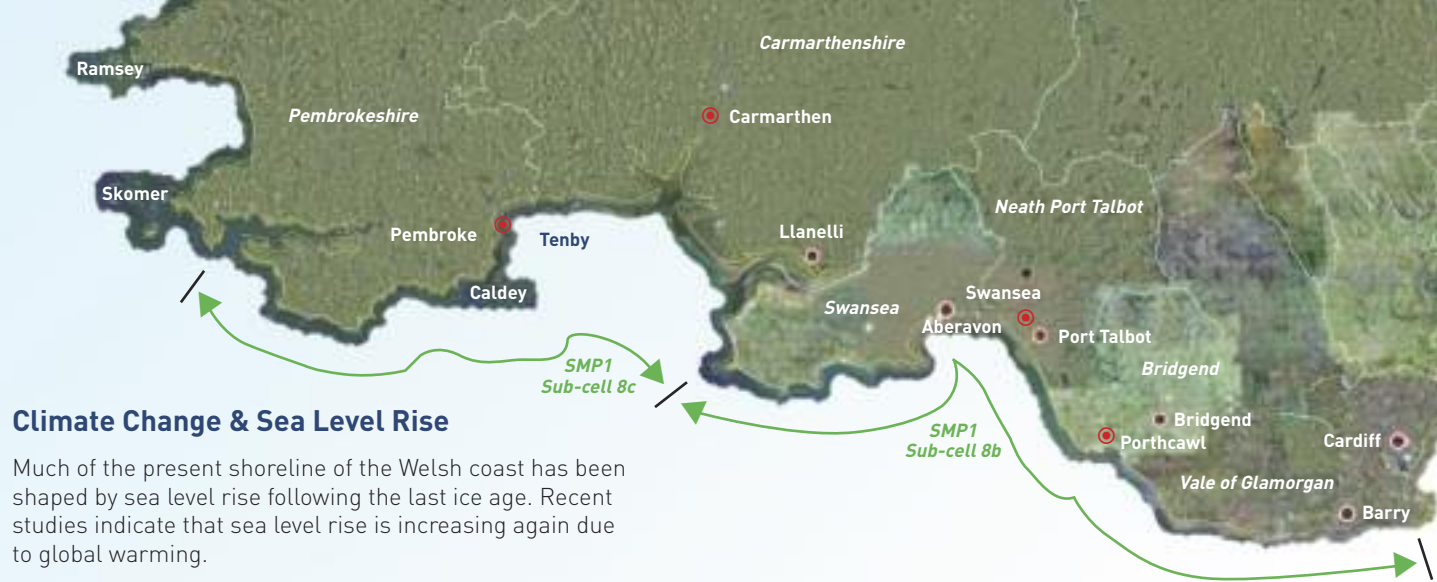 Carmarthenshire
Ramsey
Pembrokeshire
Carmarthen
Skomer
Neath Port Talbot
Pembroke
Tenby
Llanelli
Caldey
Swansea
Swansea
Aberavon
Port Talbot
Bridgend
SMP1
Sub-cell 8c
Bridgend
Porthcawl
Cardiff
SMP1
Sub-cell 8b
Vale of Glamorgan
Barry
Climate Change & Sea Level Rise
Much of the present shoreline of the Welsh coast has been
shaped by sea level rise following the last ice age. Recent
studies indicate that sea level rise is increasing again due
to global warming.